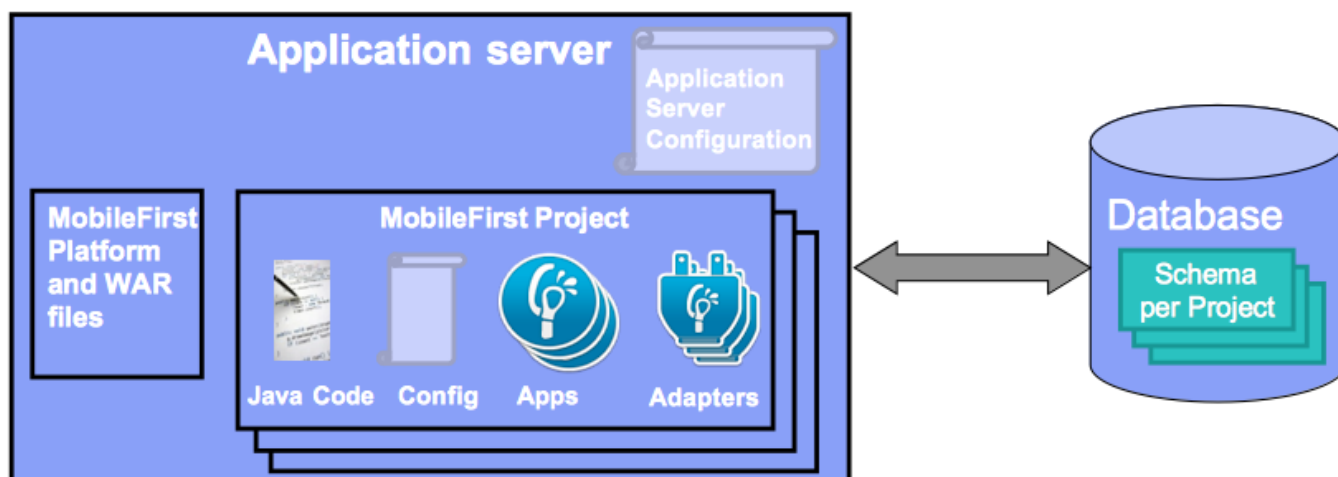 Application server
Application
Server
Configuration
MobileFirst
Platform
and WAR
files
MobileFirst Project
Java Code
Config
Apps
Adapters
Database
Schema
per Project